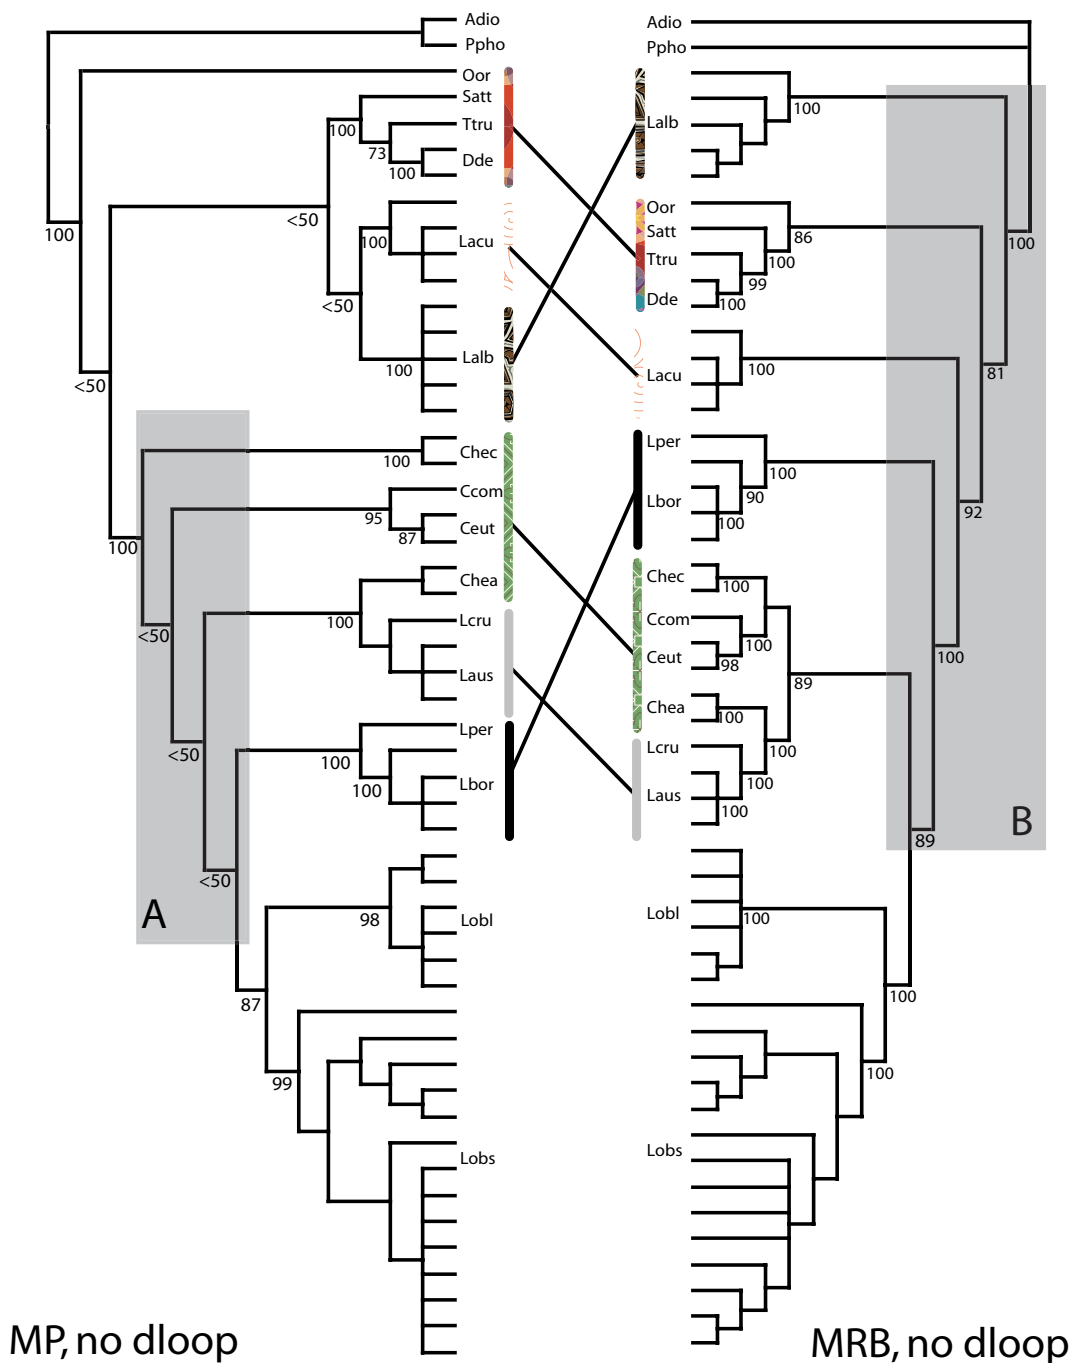 Adio
Ppho
Oor
Satt
100
Ttru
73
Dde
100
<50
100
Lacu
100
<50
Lalb
100
<50
Chec
100
Ccom
95
Ceut
87
100
Chea
Lcru
100
<50
Laus
Lper
<50
100
Lbor
100
<50
A
98
Lobl
87
99
Lobs
MP, no dloop
Adio
Ppho
100
Lalb
Oor
Satt
86
100
Ttru
100
99
Dde
100
Lacu
100
81
Lper
100
90
Lbor
92
100
Chec
100
Ccom
100
Ceut
98
100
89
Chea
100
Lcru
100
100
Laus
100
B
89
Lobl
100
100
100
Lobs
MRB, no dloop